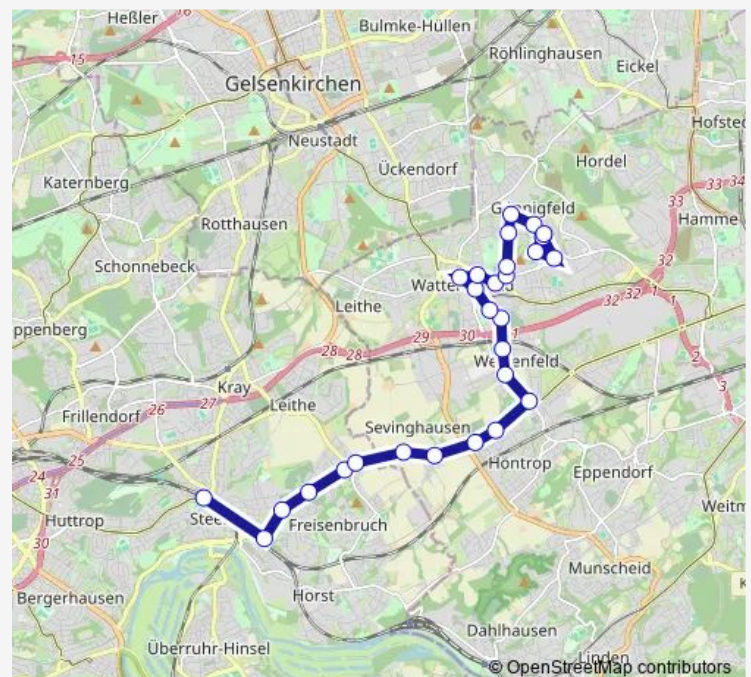 Heßler
16
Bulmke-Hüllen
15
Röhlinghausen
Eickel
Gelsenkirchen
Neustadt
Hofsted
Ückendorf
Hordel
Katernberg
33 34
33
Rotthausen
Hamme
Schonnebeck
32
Leithe
32 32 1
ppenberg
29 30 1
28 28
2
Kray
3
27
Leithe
26
Frillendorf
Sevinghausen
25
Höntrop
24
Eppendorf
31
Huttrop
Freisenbruch
Weitm
30
Munscheid
Horst
Bergerhausen
Dahlhausen
Überruhr-Hinsel
Linden
© OpenStreetMap contributors